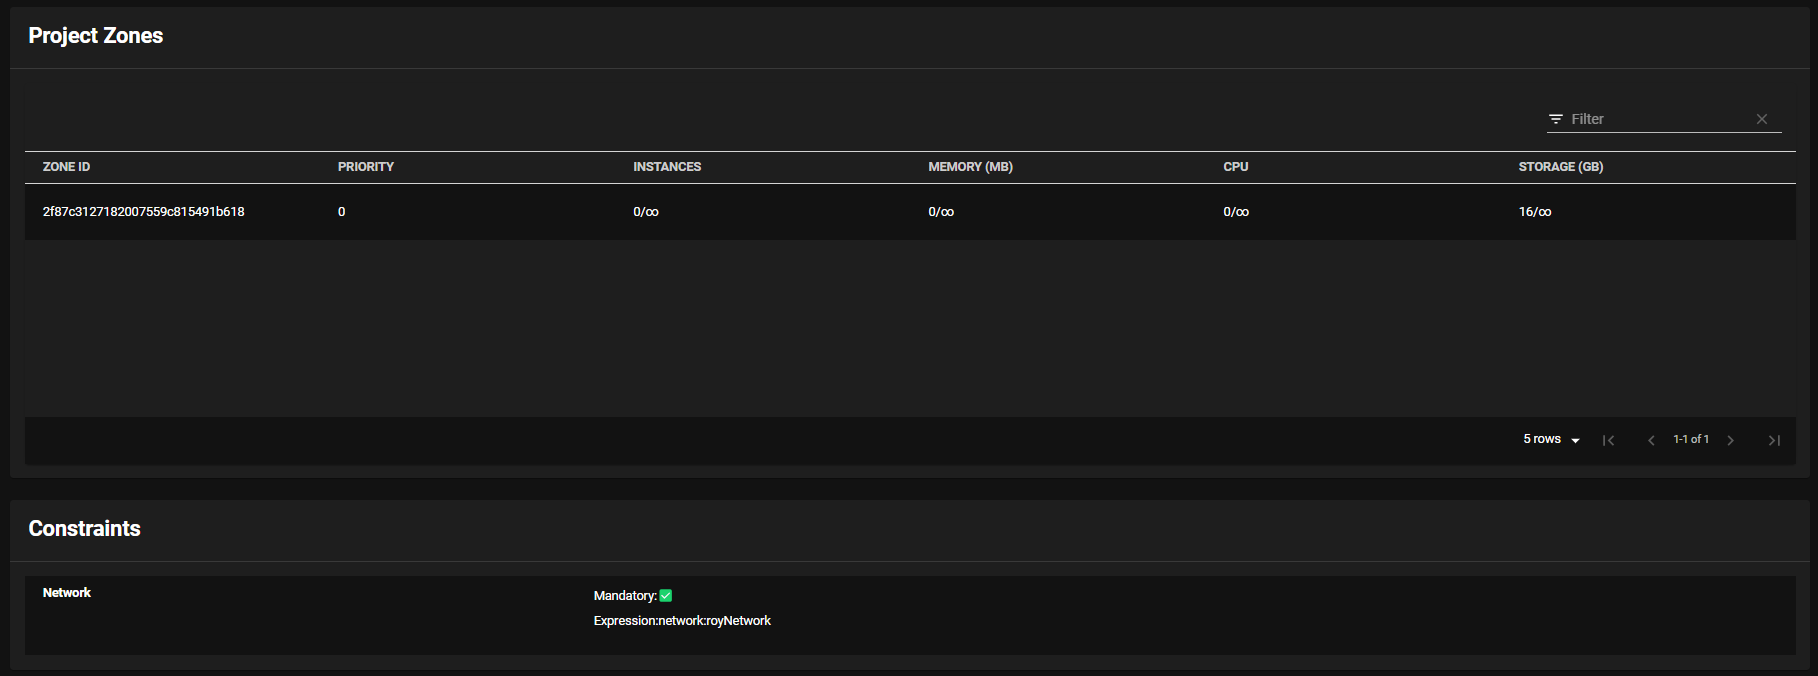 Project Zones
Filter
ZONE ID PRIORITY INSTANCES MEMORY (MB) CPU STORAGE (GB)
2f87c3127182007559c815491b618 0 0/∞ 0/∞ 0/∞ 16/∞
5 rows 1-1 of 1
Constraints
Network
Mandatory:
Expression:network:royNetwork